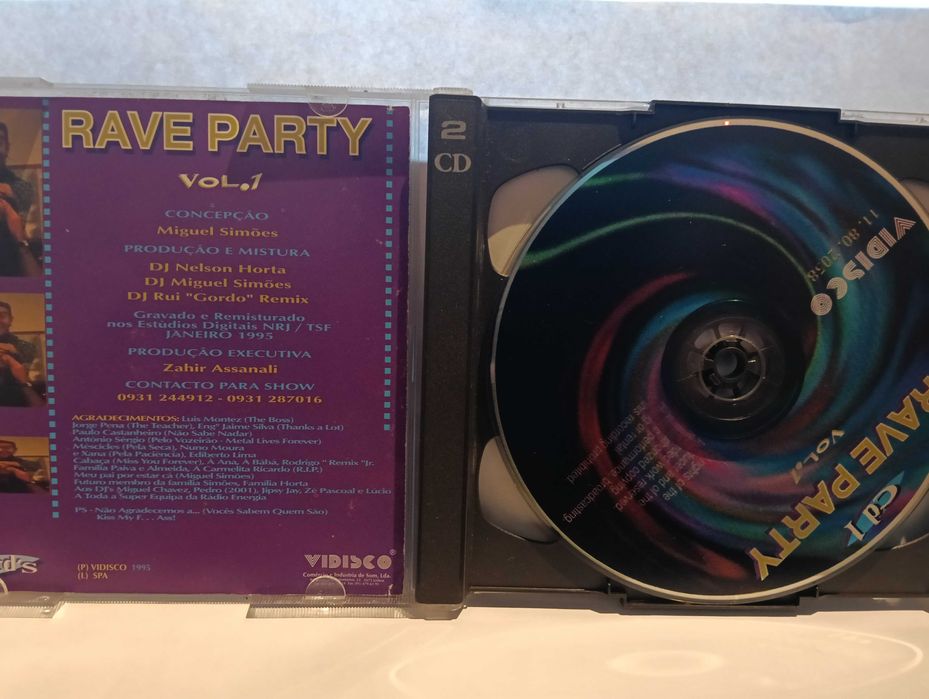 RAVE PARTY
VOL.1
CONCEPÇÃO
Miguel Simões
PRODUÇÃO E MISTURA
DJ Nelson Horta
DJ Miguel Simões
DJ Rui "Gordo" Remix
Gravado e Remisturado
nos Estúdios Digitais NRJ / TSF
JANEIRO 1995
PRODUÇÃO EXECUTIVA
Zahir Assanali
CONTACTO PARA SHOW
0931 244912 - 0931 287016
AGRADECIMENTOS: Luis Montez (The Boss)
Jorge Pena (The Teacher), Engº Jaime Silva (Thanks a Lot)
Paulo Castanheiro (Não Sabe Nadar)
António Sérgio (Pelo Vozeirão - Metal Lives Forever)
Méscicles (Pela Seca), Nuno Moura
e Xana (Pela Paciência), Ediberto Lima
Cabaça (Miss You Forever), À Ana, À Bábá, Rodrigo " Remix "Jr.
Família Paiva e Almeida, À Carmelita Ricardo (R.I.P.)
Meu pai por estarmos cá (Miguel Simões)
Futuro membro da família Simões, Família Horta
Aos DJ's Miguel Chavez, Pedro (2001), Jipsy Jay, Zé Pascoal e Lúcio
A Toda a Super Equipa da Rádio Energia
PS - Não Agradecemos a... (Vocês Sabem Quem São)
Kiss My F. . . Ass!
(P) VIDISCO 1995
(L) SPA
VIDISCO
Comércio e Industria de Som, Lda.
2
CD
VIDISCO
11. 80.
RAVE PARTY
Vol.1
cd 1